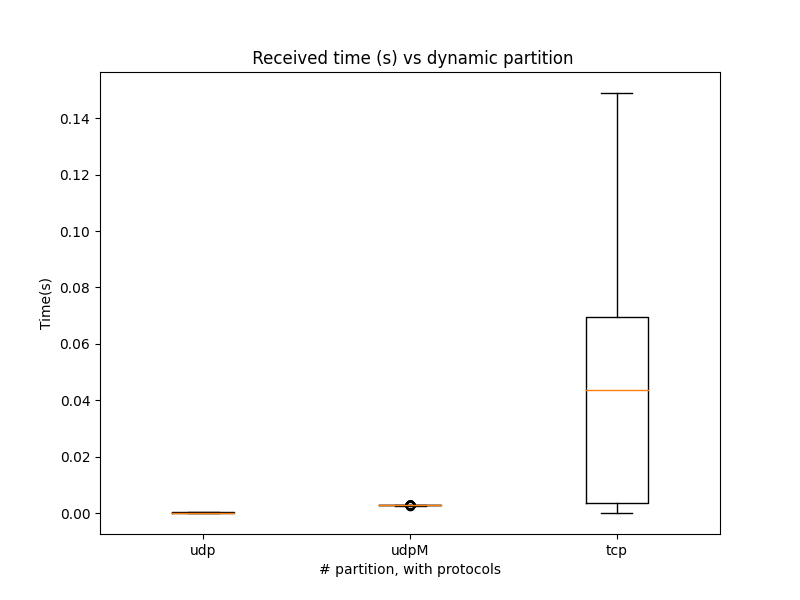 Received time (s) vs dynamic partition
0.14
0.12
0.10
0.08
0.06
0.04
0.02
0.00
Time(s)
udp
udpM
tcp
# partition, with protocols